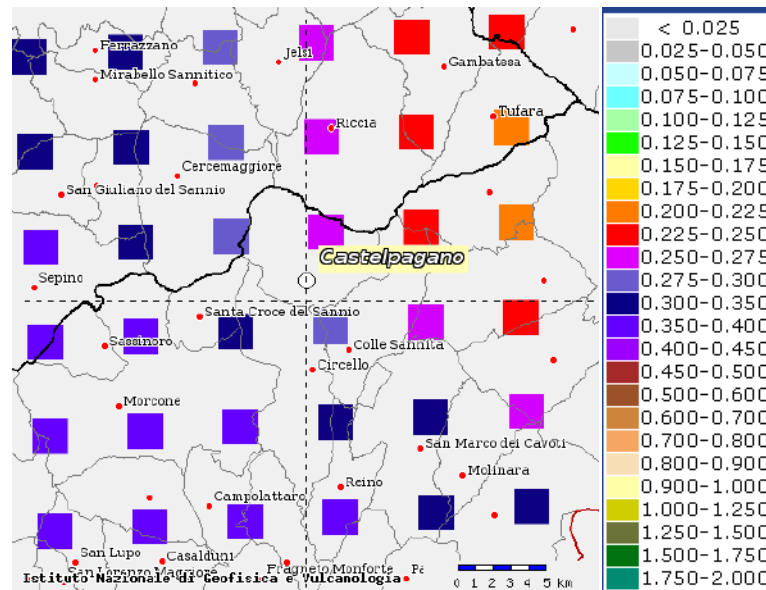 Ferrazzano
Jelsi
Gambatesa
Mirabello Sannitico
Tufara
Riccia
Cercemaggiore
San Giuliano del Sannio
Castelpagano
Sepino
Santa Croce del Sannio
Sassinoro
Colle Sannita
Circello
Morcone
San Marco dei Cavoti
Molinara
Reino
Campolattaro
San Lupo
Casalduni
San Lorenzo Maggiore
Fragneto Monforte
Pa
Istituto Nazionale di Geofisica e Vulcanologia
0 1 2 3 4 5 km
< 0.025
0.025-0.050
0.050-0.075
0.075-0.100
0.100-0.125
0.125-0.150
0.150-0.175
0.175-0.200
0.200-0.225
0.225-0.250
0.250-0.275
0.275-0.300
0.300-0.350
0.350-0.400
0.400-0.450
0.450-0.500
0.500-0.600
0.600-0.700
0.700-0.800
0.800-0.900
0.900-1.000
1.000-1.250
1.250-1.500
1.500-1.750
1.750-2.000